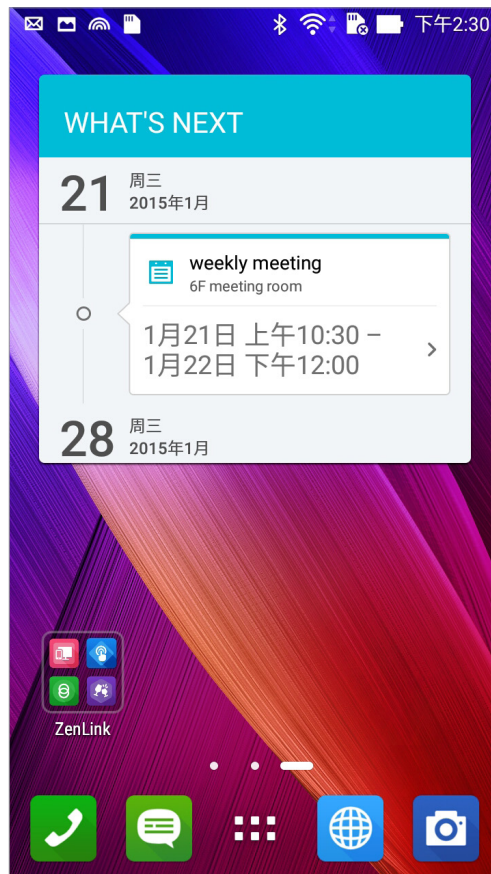 下午2:30
WHAT'S NEXT
21
周三
2015年1月
weekly meeting
6F meeting room
1月21日 上午10:30 –
1月22日 下午12:00
28
周三
2015年1月
ZenLink